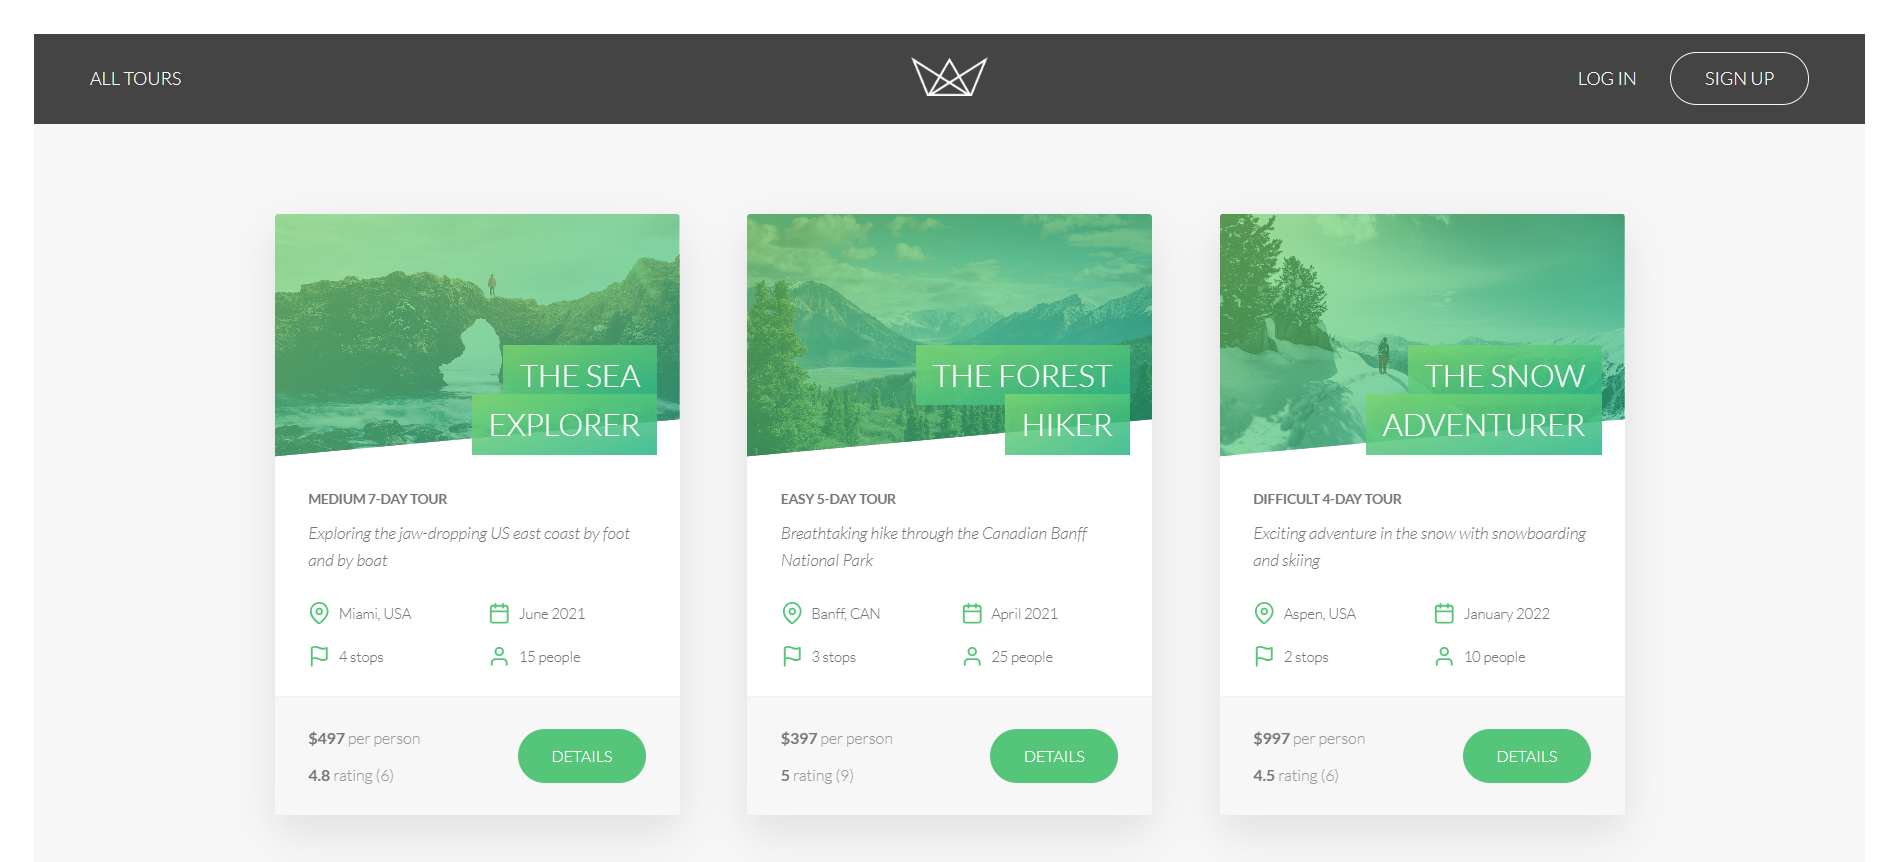 ALL TOURS
LOG IN
SIGN UP
THE SEA
EXPLORER
MEDIUM 7-DAY TOUR
Exploring the jaw-dropping US east coast by foot
and by boat
Miami, USA
June 2021
4 stops
15 people
$497 per person
4.8 rating (6)
DETAILS
THE FOREST
HIKER
EASY 5-DAY TOUR
Breathtaking hike through the Canadian Banff
National Park
Banff, CAN
April 2021
3 stops
25 people
$397 per person
5 rating (9)
DETAILS
THE SNOW
ADVENTURER
DIFFICULT 4-DAY TOUR
Exciting adventure in the snow with snowboarding
and skiing
Aspen, USA
January 2022
2 stops
10 people
$997 per person
4.5 rating (6)
DETAILS